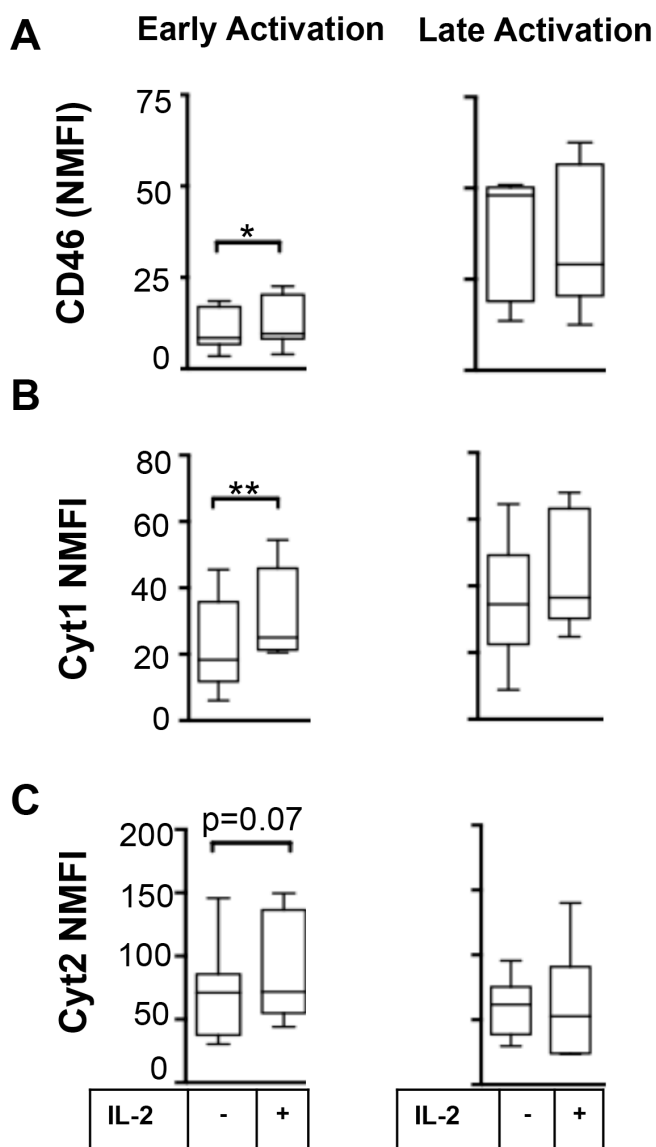 A Early Activation Late Activation
CD46 (NMFI)
75
50
25
0
*
B
Cyt1 NMFI
80
60
40
20
0
**
C
Cyt2 NMFI
200
150
100
50
0
p=0.07
IL-2 - + IL-2 - +